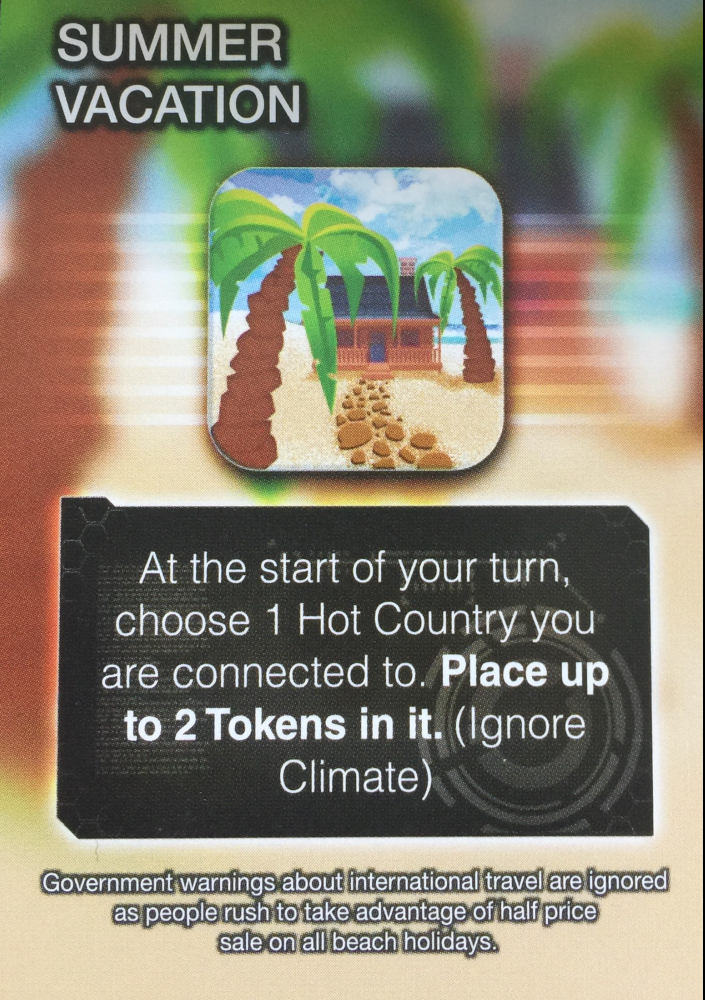 SUMMER
VACATION
At the start of your turn,
choose 1 Hot Country you
are connected to. Place up
to 2 Tokens in it. (Ignore
Climate)
Government warnings about international travel are ignored
as people rush to take advantage of half price
sale on all beach holidays.